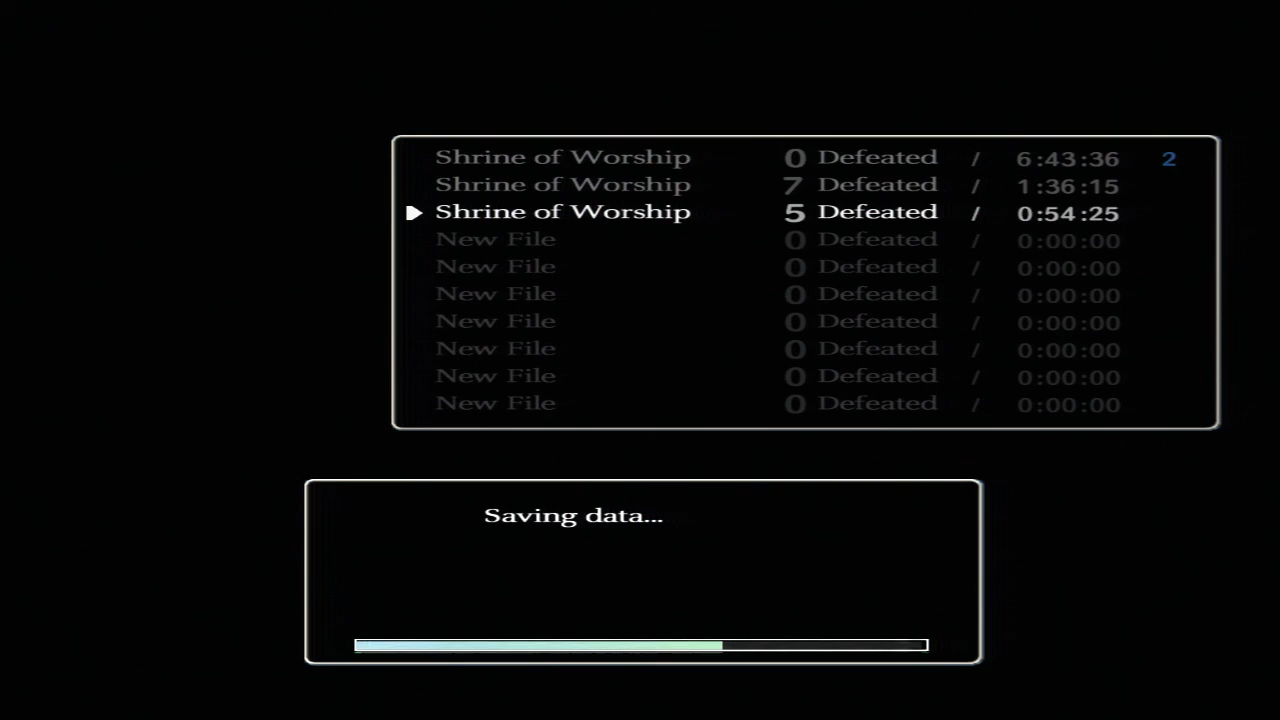 Shrine of Worship 0 Defeated / 6:43:36 2
Shrine of Worship 7 Defeated / 1:36:15
Shrine of Worship 5 Defeated / 0:54:25
New File 0 Defeated / 0:00:00
New File 0 Defeated / 0:00:00
New File 0 Defeated / 0:00:00
New File 0 Defeated / 0:00:00
New File 0 Defeated / 0:00:00
New File 0 Defeated / 0:00:00
New File 0 Defeated / 0:00:00
Saving data...